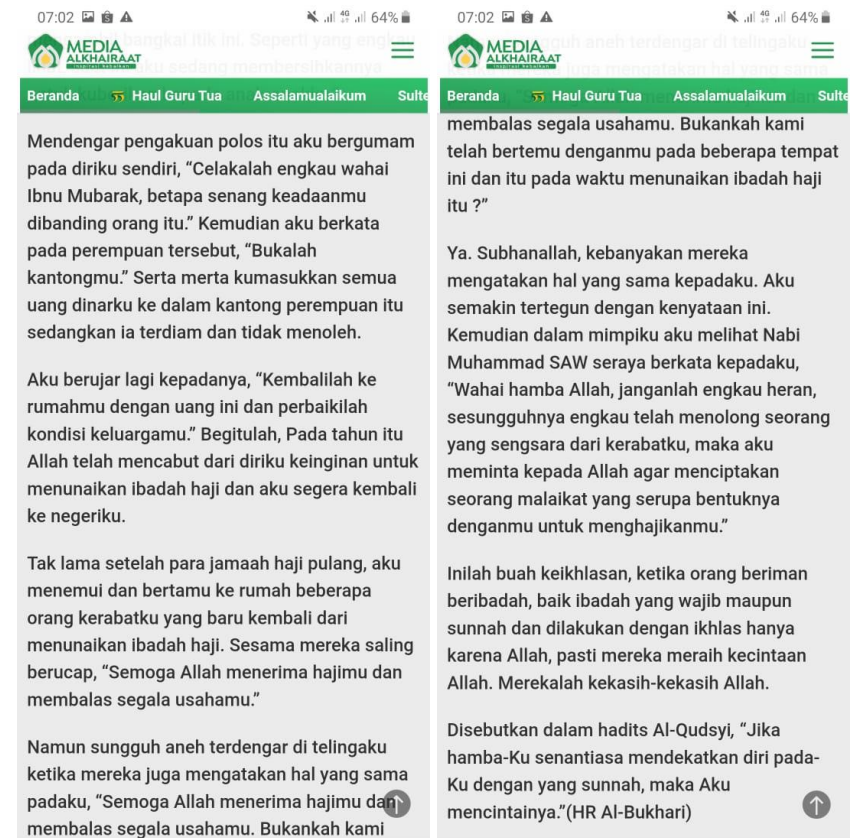 07:02
64%
MEDIA
ALKHAIRAAT
Inspirasi Kebaikan
Beranda 55 Haul Guru Tua Assalamualaikum Sulte
Mendengar pengakuan polos itu aku bergumam
pada diriku sendiri, “Celakalah engkau wahai
Ibnu Mubarak, betapa senang keadaanmu
dibanding orang itu.” Kemudian aku berkata
pada perempuan tersebut, “Bukalah
kantongmu.” Serta merta kumasukkan semua
uang dinarku ke dalam kantong perempuan itu
sedangkan ia terdiam dan tidak menoleh.
Aku berujar lagi kepadanya, “Kembalilah ke
rumahmu dengan uang ini dan perbaikilah
kondisi keluargamu.” Begitulah, Pada tahun itu
Allah telah mencabut dari diriku keinginan untuk
menunaikan ibadah haji dan aku segera kembali
ke negeriku.
Tak lama setelah para jamaah haji pulang, aku
menemui dan bertamu ke rumah beberapa
orang kerabatku yang baru kembali dari
menunaikan ibadah haji. Sesama mereka saling
berucap, “Semoga Allah menerima hajimu dan
membalas segala usahamu.”
Namun sungguh aneh terdengar di telingaku
ketika mereka juga mengatakan hal yang sama
padaku, “Semoga Allah menerima hajimu dan
membalas segala usahamu. Bukankah kami
07:02
4G 64%
MEDIA
ALKHAIRAAT
Inspirasi Kebaikan
Beranda 55 Haul Guru Tua Assalamualaikum Sulte
membalas segala usahamu. Bukankah kami
telah bertemu denganmu pada beberapa tempat
ini dan itu pada waktu menunaikan ibadah haji
itu ?”
Ya. Subhanallah, kebanyakan mereka
mengatakan hal yang sama kepadaku. Aku
semakin tertegun dengan kenyataan ini.
Kemudian dalam mimpiku aku melihat Nabi
Muhammad SAW seraya berkata kepadaku,
“Wahai hamba Allah, janganlah engkau heran,
sesungguhnya engkau telah menolong seorang
yang sengsara dari kerabatku, maka aku
meminta kepada Allah agar menciptakan
seorang malaikat yang serupa bentuknya
denganmu untuk menghajikanmu.”
Inilah buah keikhlasan, ketika orang beriman
beribadah, baik ibadah yang wajib maupun
sunnah dan dilakukan dengan ikhlas hanya
karena Allah, pasti mereka meraih kecintaan
Allah. Merekalah kekasih-kekasih Allah.
Disebutkan dalam hadits Al-Qudsyi, “Jika
hamba-Ku senantiasa mendekatkan diri pada-
Ku dengan yang sunnah, maka Aku
mencintainya.”(HR Al-Bukhari)